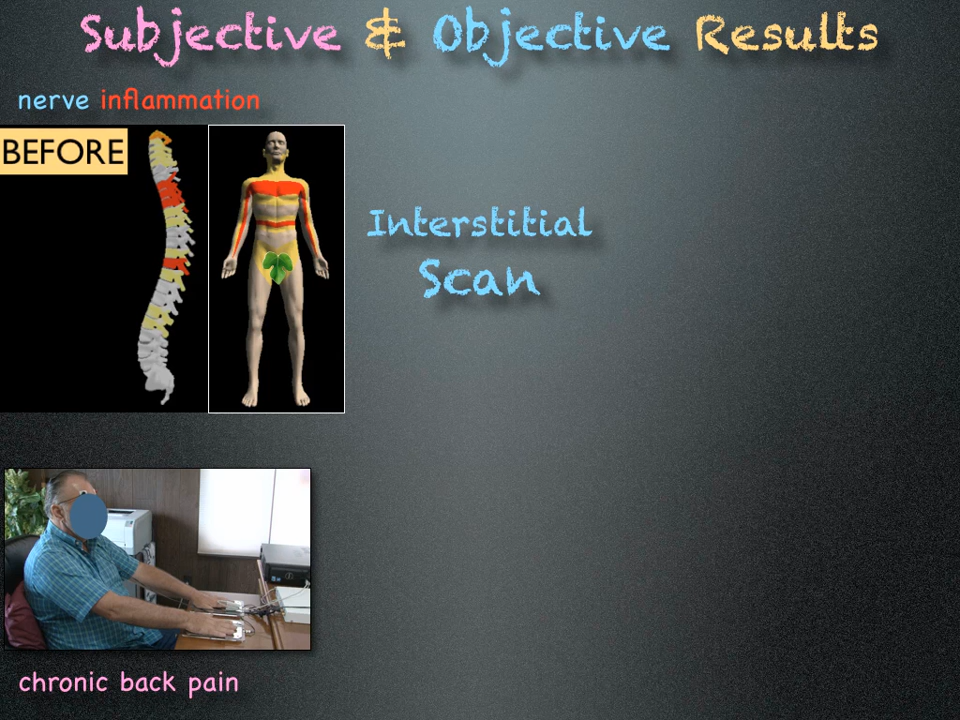 Subjective & Objective Results
nerve inflammation
BEFORE
Interstitial
Scan
chronic back pain